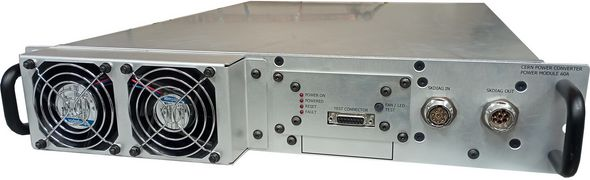 CERN POWER CONVERTER
POWER MODULE 60A
POWER ON
POWERED
RESET
FAULT
TEST CONNECTOR
FAN / LED
TEST
SKDIAG IN
SKDIAG OUT